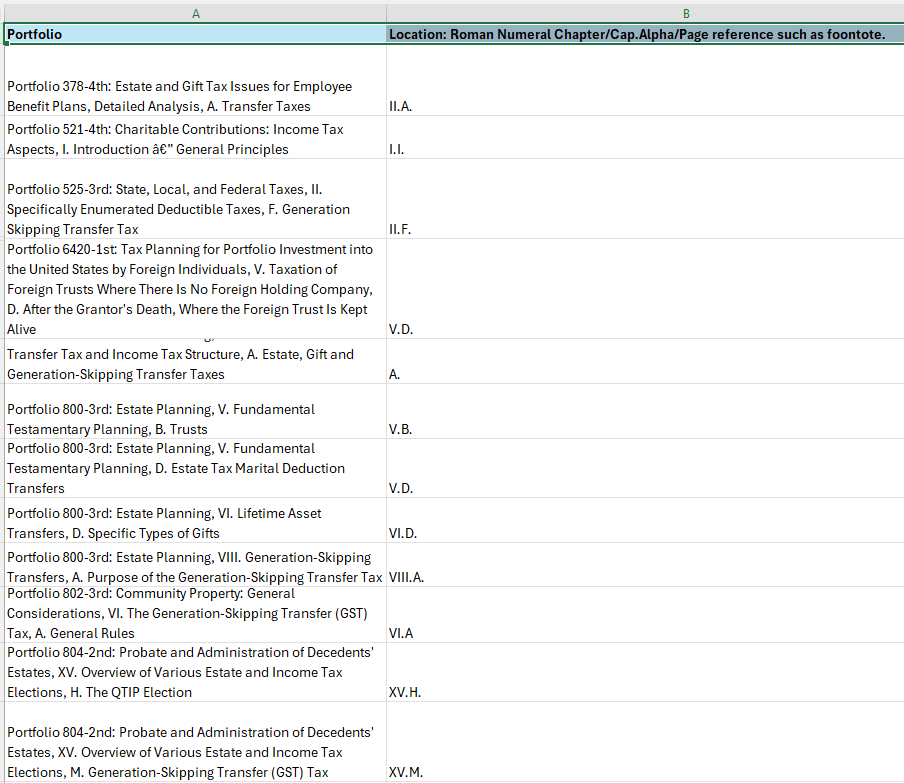 A B
Portfolio
Location: Roman Numeral Chapter/Cap.Alpha/Page reference such as foontote.
Portfolio 378-4th: Estate and Gift Tax Issues for Employee
Benefit Plans, Detailed Analysis, A. Transfer Taxes
II.A.
Portfolio 521-4th: Charitable Contributions: Income Tax
Aspects, I. Introduction â€” General Principles
I.I.
Portfolio 525-3rd: State, Local, and Federal Taxes, II.
Specifically Enumerated Deductible Taxes, F. Generation
Skipping Transfer Tax
II.F.
Portfolio 6420-1st: Tax Planning for Portfolio Investment into
the United States by Foreign Individuals, V. Taxation of
Foreign Trusts Where There Is No Foreign Holding Company,
D. After the Grantor's Death, Where the Foreign Trust Is Kept
Alive
V.D.
Transfer Tax and Income Tax Structure, A. Estate, Gift and
Generation-Skipping Transfer Taxes
A.
Portfolio 800-3rd: Estate Planning, V. Fundamental
Testamentary Planning, B. Trusts
V.B.
Portfolio 800-3rd: Estate Planning, V. Fundamental
Testamentary Planning, D. Estate Tax Marital Deduction
Transfers
V.D.
Portfolio 800-3rd: Estate Planning, VI. Lifetime Asset
Transfers, D. Specific Types of Gifts
VI.D.
Portfolio 800-3rd: Estate Planning, VIII. Generation-Skipping
Transfers, A. Purpose of the Generation-Skipping Transfer Tax
VIII.A.
Portfolio 802-3rd: Community Property: General
Considerations, VI. The Generation-Skipping Transfer (GST)
Tax, A. General Rules
VI.A
Portfolio 804-2nd: Probate and Administration of Decedents'
Estates, XV. Overview of Various Estate and Income Tax
Elections, H. The QTIP Election
XV.H.
Portfolio 804-2nd: Probate and Administration of Decedents'
Estates, XV. Overview of Various Estate and Income Tax
Elections, M. Generation-Skipping Transfer (GST) Tax
XV.M.